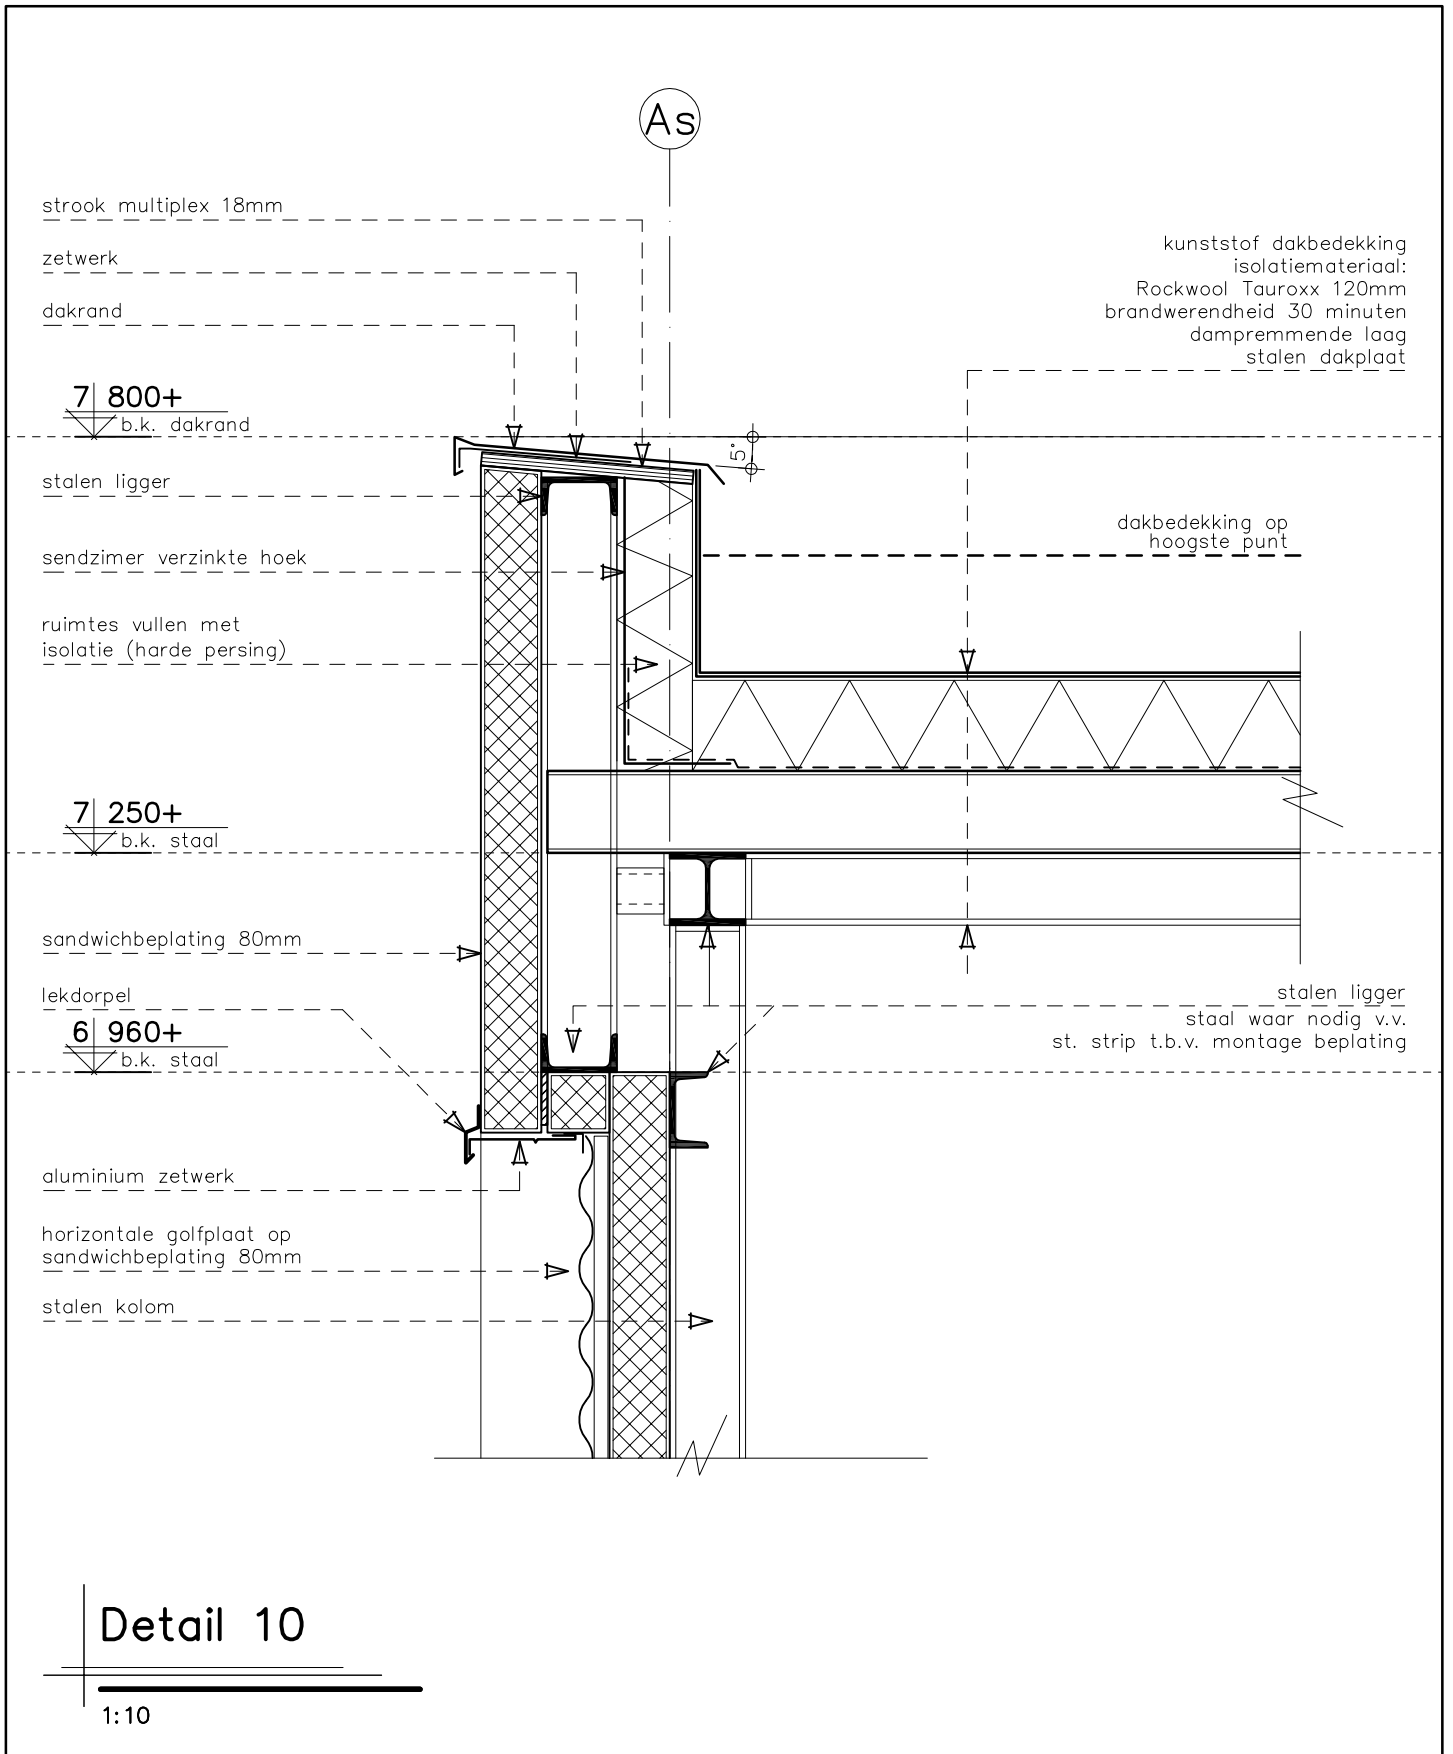 As
strook multiplex 18mm
zetwerk
dakrand
kunststof dakbedekking
isolatiemateriaal:
Rockwool Tauroxx 120mm
brandwerendheid 30 minuten
dampremmende laag
stalen dakplaat
7 800+
b.k. dakrand
5°
stalen ligger
dakbedekking op
hoogste punt
sendzimer verzinkte hoek
ruimtes vullen met
isolatie (harde persing)
7 250+
b.k. staal
sandwichbeplating 80mm
lekdorpel
stalen ligger
staal waar nodig v.v.
st. strip t.b.v. montage beplating
6 960+
b.k. staal
aluminium zetwerk
horizontale golfplaat op
sandwichbeplating 80mm
stalen kolom
Detail 10
1:10